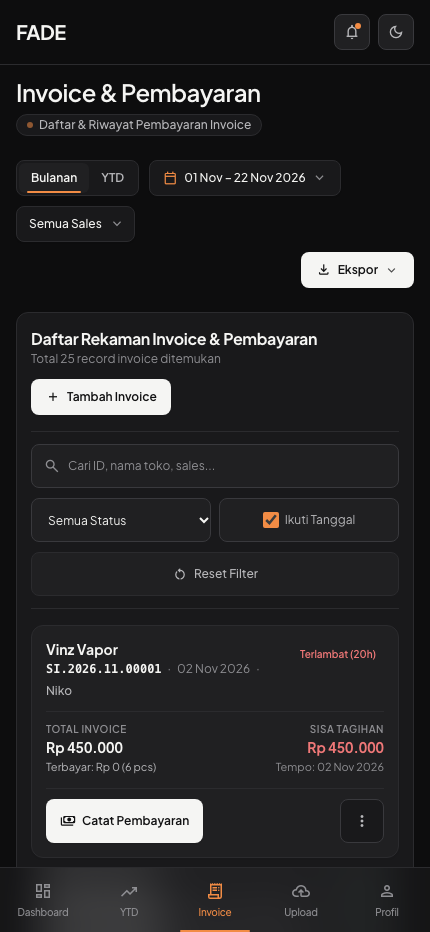 FADE
Invoice & Pembayaran
Daftar & Riwayat Pembayaran Invoice
Bulanan YTD 01 Nov – 22 Nov 2026
Semua Sales
Ekspor
Daftar Rekaman Invoice & Pembayaran
Total 25 record invoice ditemukan
+ Tambah Invoice
Cari ID, nama toko, sales...
Semua Status Ikuti Tanggal
Reset Filter
Vinz Vapor Terlambat (20h)
SI.2026.11.00001 · 02 Nov 2026 ·
Niko
TOTAL INVOICE SISA TAGIHAN
Rp 450.000 Rp 450.000
Terbayar: Rp 0 (6 pcs) Tempo: 02 Nov 2026
Catat Pembayaran
Dashboard YTD Invoice Upload Profil